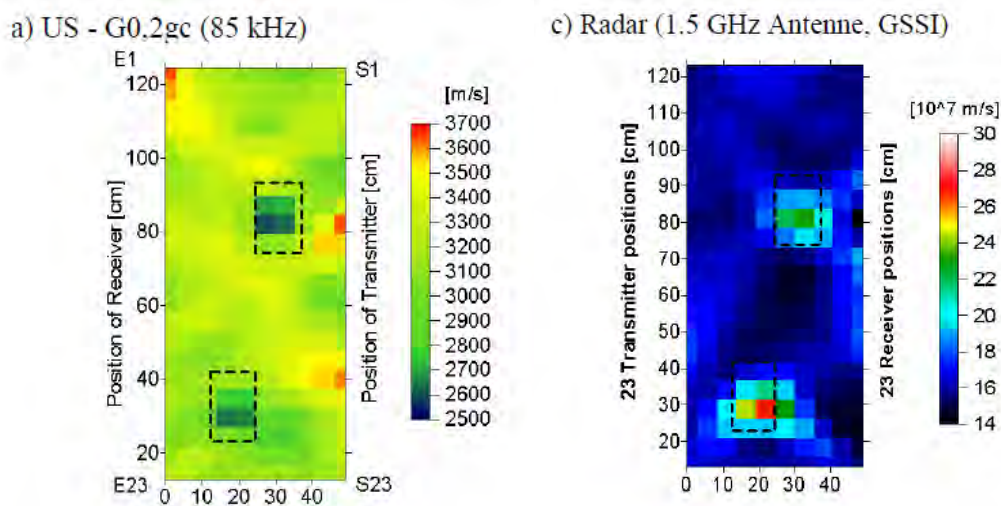 a) US - G0,2gc (85 kHz)
E1
S1
120
100
80
60
40
20
Position of Receiver [cm]
E23
0 10 20 30 40
S23
Position of Transmitter [cm]
[m/s]
3700
3600
3500
3400
3300
3200
3100
3000
2900
2800
2700
2600
2500
c) Radar (1.5 GHz Antenne, GSSI)
120
110
100
90
80
70
60
50
40
30
20
23 Transmitter positions [cm]
0 10 20 30 40
23 Receiver positions [cm]
[10^7 m/s]
30
28
26
24
22
20
18
16
14